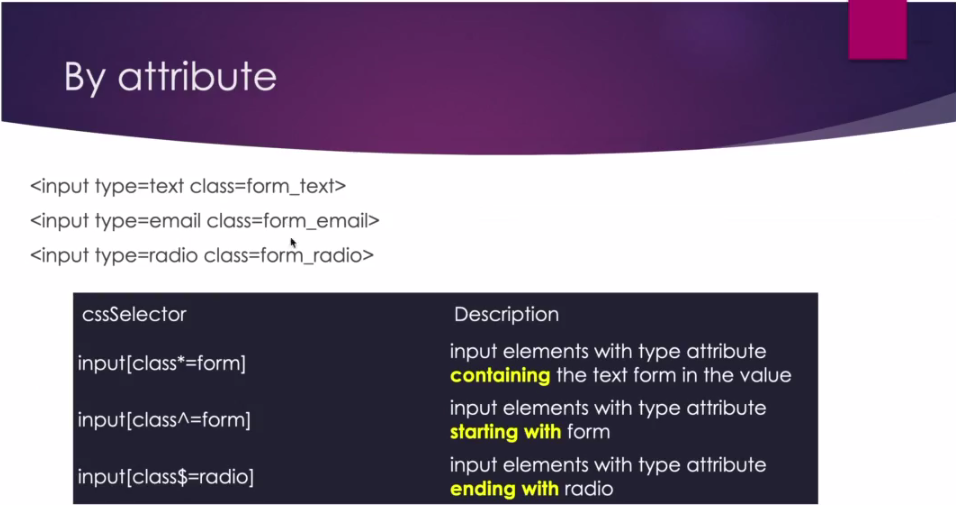 By attribute
<input type=text class=form_text>
<input type=email class=form_email>
<input type=radio class=form_radio>
cssSelector Description
input[class*=form] input elements with type attribute
containing the text form in the value
input[class^=form] input elements with type attribute
starting with form
input[class$=radio] input elements with type attribute
ending with radio